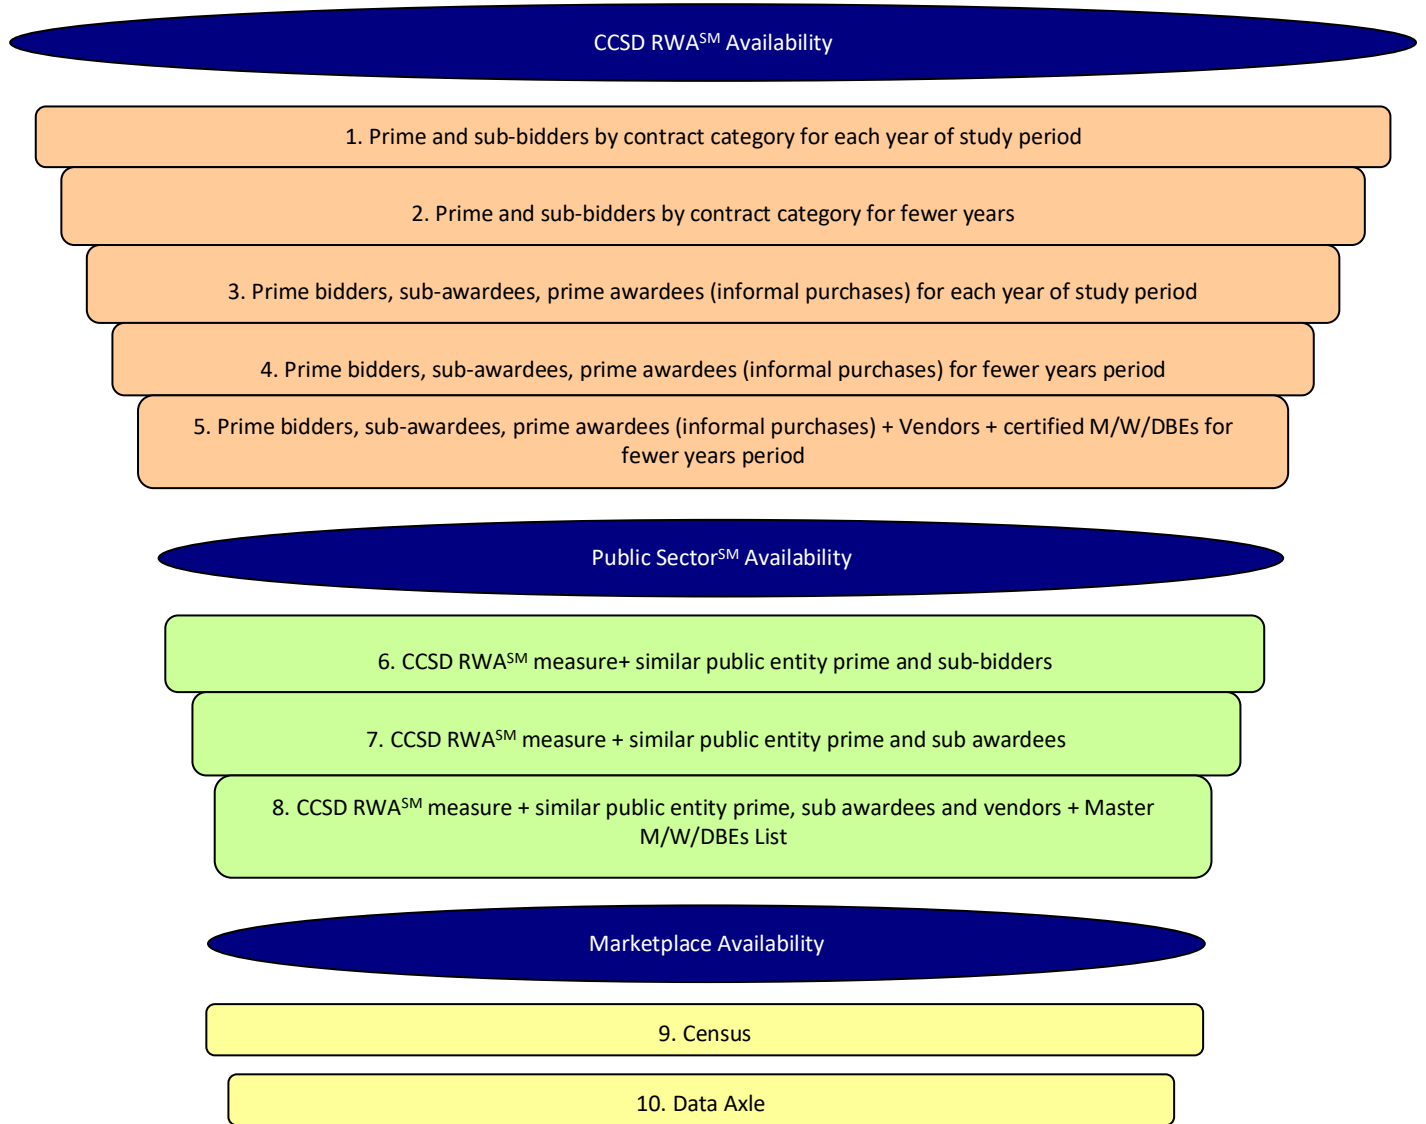 CCSD RWA℠ Availability
1. Prime and sub-bidders by contract category for each year of study period
2. Prime and sub-bidders by contract category for fewer years
3. Prime bidders, sub-awardees, prime awardees (informal purchases) for each year of study period
4. Prime bidders, sub-awardees, prime awardees (informal purchases) for fewer years period
5. Prime bidders, sub-awardees, prime awardees (informal purchases) + Vendors + certified M/W/DBEs for
fewer years period
Public Sector℠ Availability
6. CCSD RWA℠ measure+ similar public entity prime and sub-bidders
7. CCSD RWA℠ measure + similar public entity prime and sub awardees
8. CCSD RWA℠ measure + similar public entity prime, sub awardees and vendors + Master
M/W/DBEs List
Marketplace Availability
9. Census
10. Data Axle